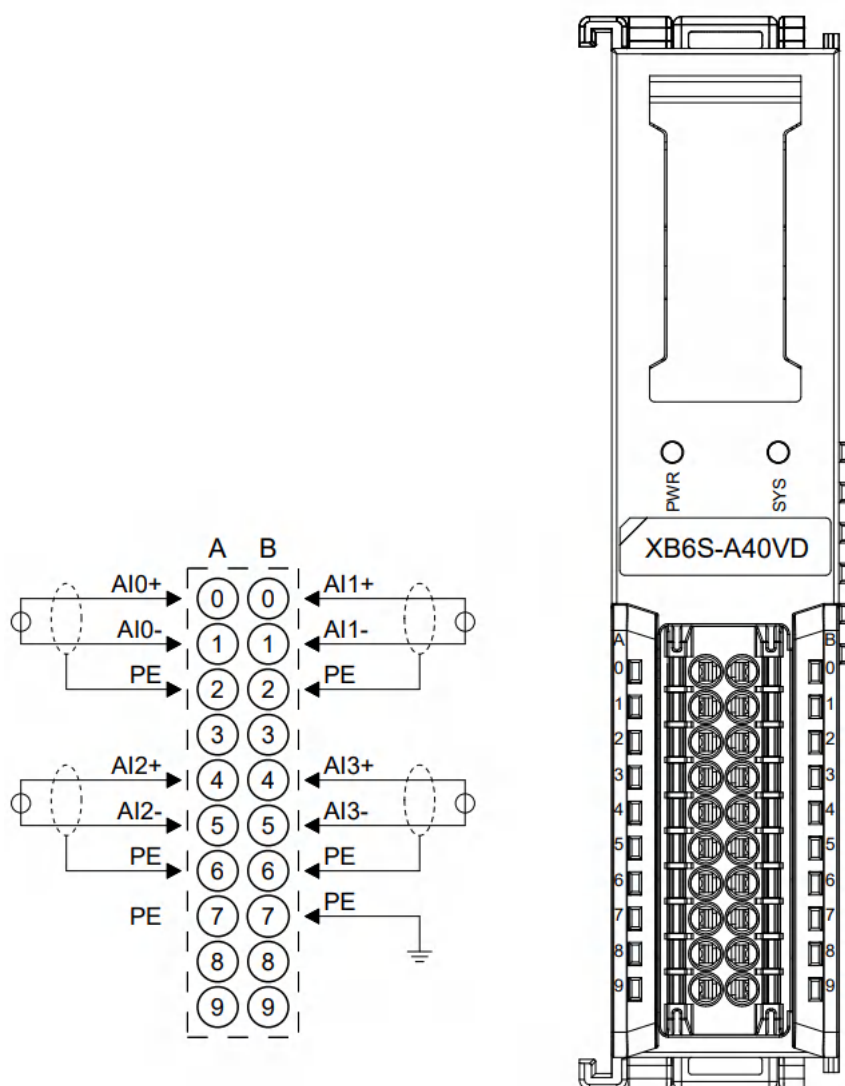 PWR SYS
XB6S-A40VD
A B
AI0+ 0 0 AI1+
AI0- 1 1 AI1-
PE 2 2 PE
3 3
AI2+ 4 4 AI3+
AI2- 5 5 AI3-
PE 6 6 PE
PE 7 7 PE
8 8
9 9
A B
0 0
1 1
2 2
3 3
4 4
5 5
6 6
7 7
8 8
9 9